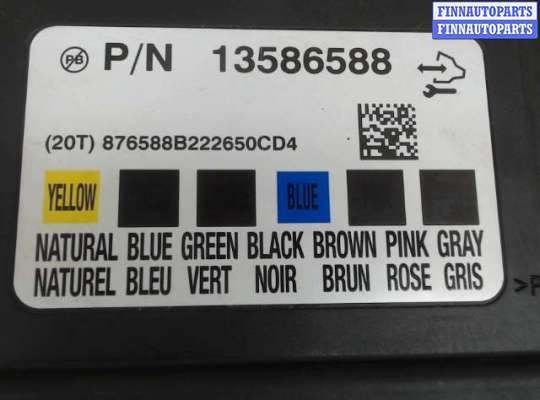 FINNAUTOPARTS
FINNAUTOPARTS
PB P/N 13586588
(20T) 876588B222650CD4
YELLOW BLUE
NATURAL BLUE GREEN BLACK BROWN PINK GRAY
NATUREL BLEU VERT NOIR BRUN ROSE GRIS